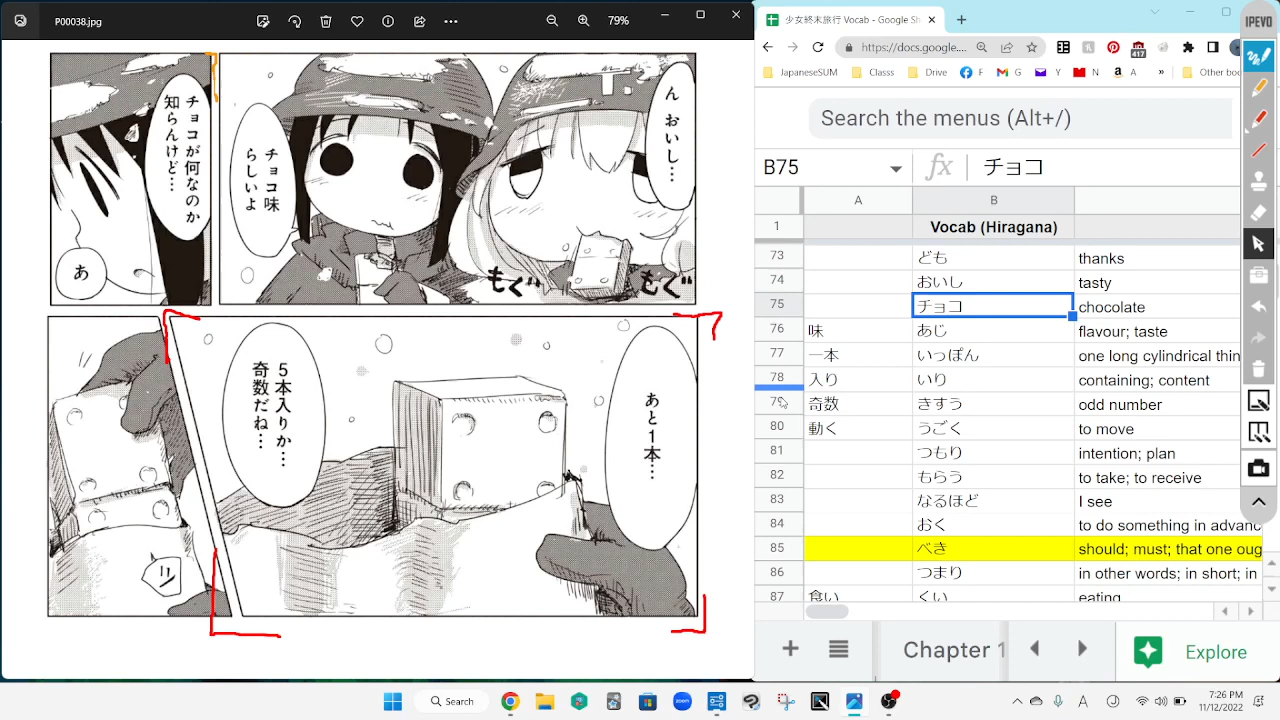 P00038.jpg
79%
ん おいし…
チョコ味
らしいよ
もぐ
もぐ
チョコが何なのか
知らんけど…
あ
あと1本…
5本入りか…
奇数だね…
少女終末旅行 Vocab - Google Sh
https://docs.google....
JapaneseSUM
Class
Drive
F
G
Y
N
a A
»
Other boo
417
IPEVO
Search the menus (Alt+/)
B75
fx
チョコ
A
B
1
Vocab (Hiragana)
73 ども thanks
74 おいし tasty
75 チョコ chocolate
76 味 あじ flavour; taste
77 一本 いっぽん one long cylindrical thin
78 入り いり containing; content
79 奇数 きすう odd number
80 動く うごく to move
81 つもり intention; plan
82 もらう to take; to receive
83 なるほど I see
84 おく to do something in advanc
85 べき should; must; that one oug
86 つまり in other words; in short; in
87 食い くい eating
Chapter 1
Explore
Search
zoom
A
7:26 PM
11/12/2022